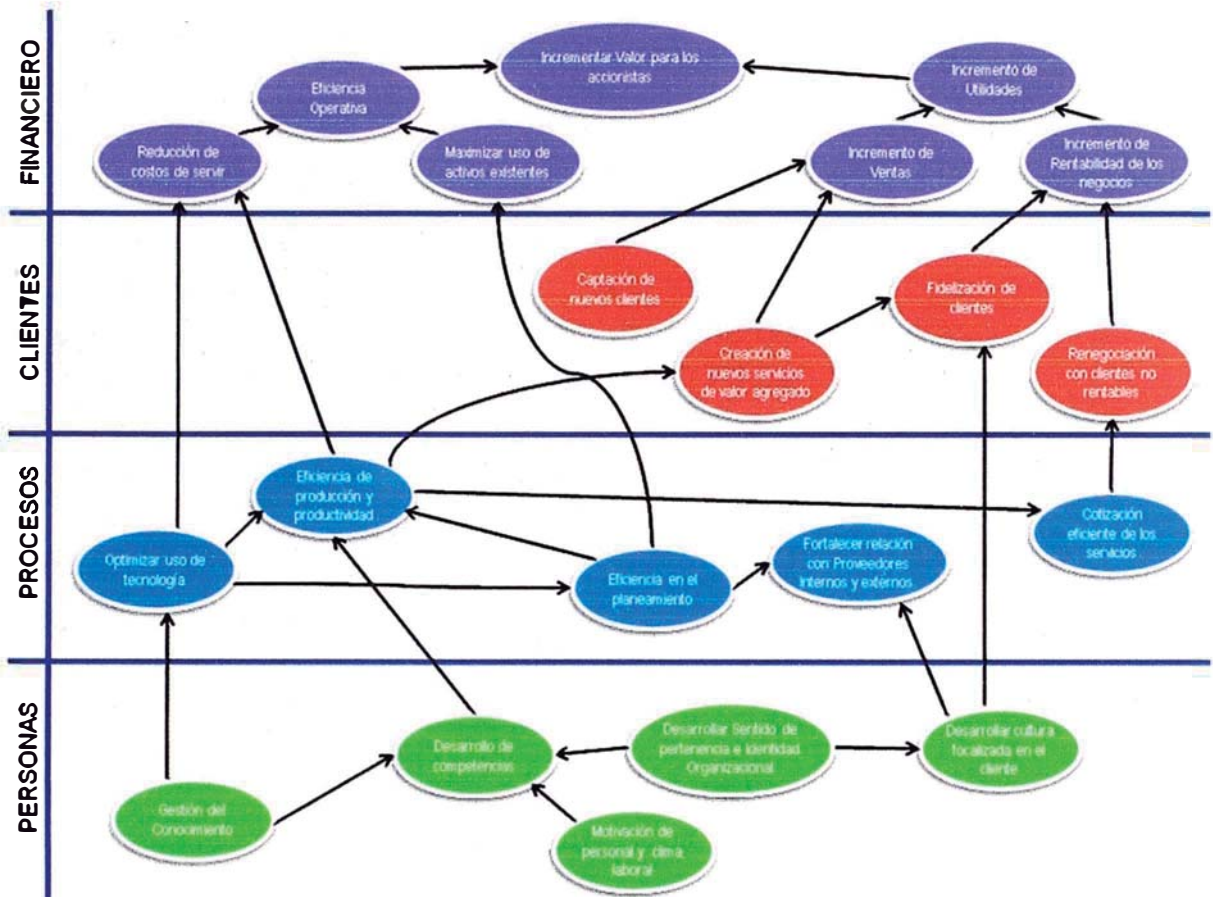 FINANCIERO
Incrementar Valor para los
accionistas
Incremento de
Utilidades
Eficiencia
Operativa
Reducción de
costos de servir
Maximizar uso de
activos existentes
Incremento de
Ventas
Incremento de
Rentabilidad de los
negocios
CLIENTES
Captación de
nuevos clientes
Fidelización de
clientes
Creación de
nuevos servicios
de valor agregado
Renegociación
con clientes no
rentables
PROCESOS
Eficiencia de
producción y
productividad
Cotización
eficiente de los
servicios
Optimizar uso de
tecnología
Eficiencia en el
planeamiento
Fortalecer relación
con Proveedores
Internos y externos
PERSONAS
Desarrollo de
competencias
Desarrollar Sentido de
pertenencia e identidad
Organizacional
Desarrollar cultura
focalizada en el
cliente
Gestión del
Conocimiento
Motivación de
personal y clima
laboral